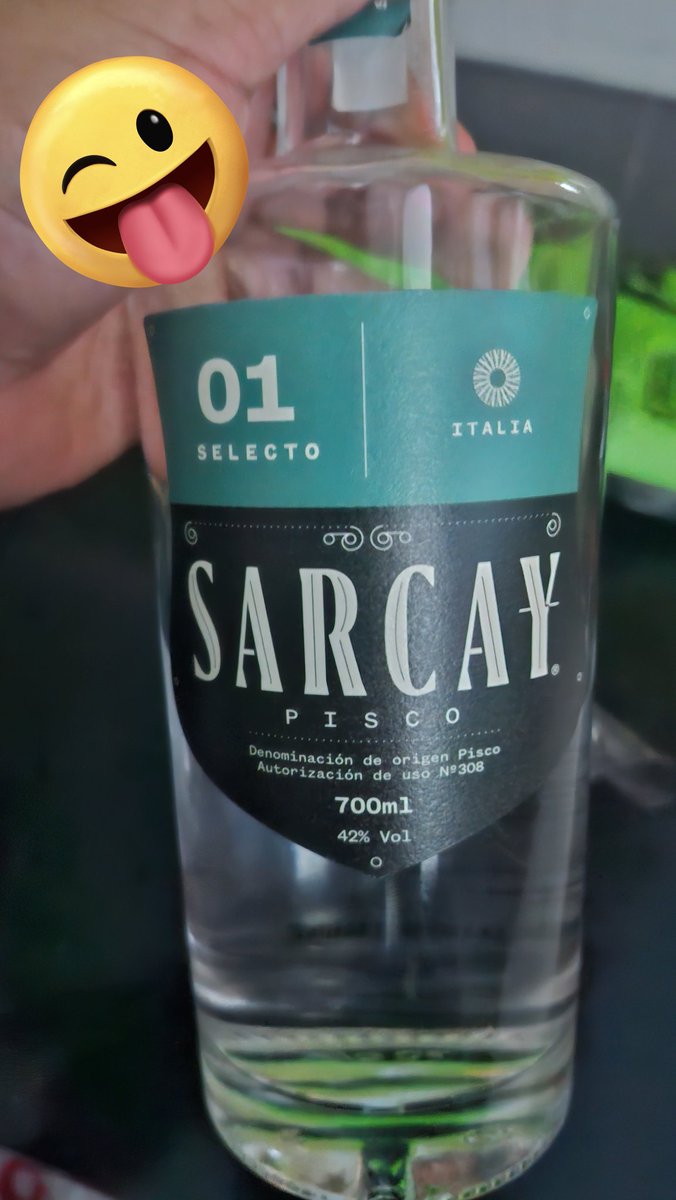 01
SELECTO
ITALIA
SARCAY
PISCO
Denominación de origen Pisco
Autorización de uso Nº308
700ml
42% Vol